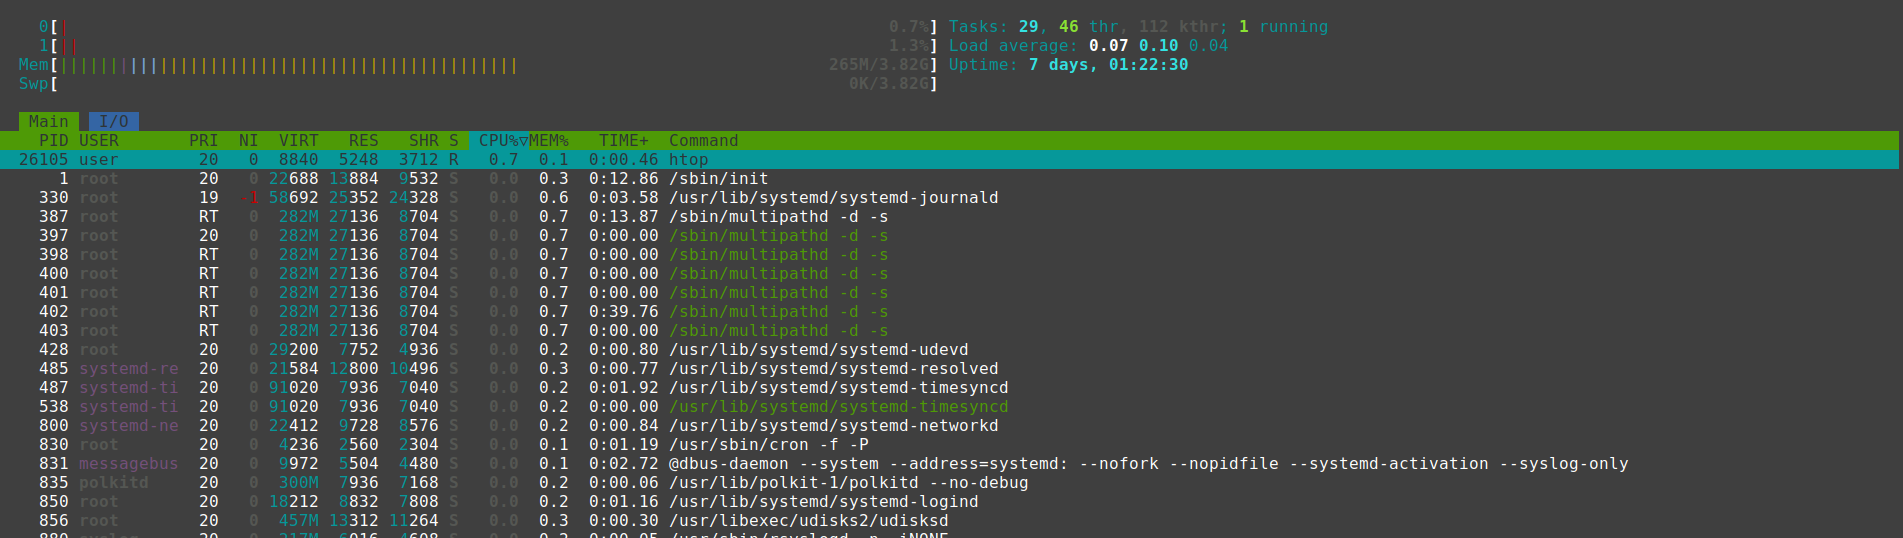 0[| 0.7%] Tasks: 29, 46 thr, 112 kthr; 1 running
1[|| 1.3%] Load average: 0.07 0.10 0.04
Mem[|||||||||||||||||||||||||||||||||||||||||||||| 265M/3.82G] Uptime: 7 days, 01:22:30
Swp[ 0K/3.82G]
Main I/O
PID USER PRI NI VIRT RES SHR S CPU%▽MEM% TIME+ Command
26105 user 20 0 8840 5248 3712 R 0.7 0.1 0:00.46 htop
1 root 20 0 22688 13884 9532 S 0.0 0.3 0:12.86 /sbin/init
330 root 19 -1 58692 25352 24328 S 0.0 0.6 0:03.58 /usr/lib/systemd/systemd-journald
387 root RT 0 282M 27136 8704 S 0.0 0.7 0:13.87 /sbin/multipathd -d -s
397 root 20 0 282M 27136 8704 S 0.0 0.7 0:00.00 /sbin/multipathd -d -s
398 root RT 0 282M 27136 8704 S 0.0 0.7 0:00.00 /sbin/multipathd -d -s
400 root RT 0 282M 27136 8704 S 0.0 0.7 0:00.00 /sbin/multipathd -d -s
401 root RT 0 282M 27136 8704 S 0.0 0.7 0:00.00 /sbin/multipathd -d -s
402 root RT 0 282M 27136 8704 S 0.0 0.7 0:39.76 /sbin/multipathd -d -s
403 root RT 0 282M 27136 8704 S 0.0 0.7 0:00.00 /sbin/multipathd -d -s
428 root 20 0 29200 7752 4936 S 0.0 0.2 0:00.80 /usr/lib/systemd/systemd-udevd
485 systemd-re 20 0 21584 12800 10496 S 0.0 0.3 0:00.77 /usr/lib/systemd/systemd-resolved
487 systemd-ti 20 0 91020 7936 7040 S 0.0 0.2 0:01.92 /usr/lib/systemd/systemd-timesyncd
538 systemd-ti 20 0 91020 7936 7040 S 0.0 0.2 0:00.00 /usr/lib/systemd/systemd-timesyncd
800 systemd-ne 20 0 22412 9728 8576 S 0.0 0.2 0:00.84 /usr/lib/systemd/systemd-networkd
830 root 20 0 4236 2560 2304 S 0.0 0.1 0:01.19 /usr/sbin/cron -f -P
831 messagebus 20 0 9972 5504 4480 S 0.0 0.1 0:02.72 @dbus-daemon --system --address=systemd: --nofork --nopidfile --systemd-activation --syslog-only
835 polkitd 20 0 300M 7936 7168 S 0.0 0.2 0:00.06 /usr/lib/polkit-1/polkitd --no-debug
850 root 20 0 18212 8832 7808 S 0.0 0.2 0:01.16 /usr/lib/systemd/systemd-logind
856 root 20 0 457M 13312 11264 S 0.0 0.3 0:00.30 /usr/libexec/udisks2/udisksd